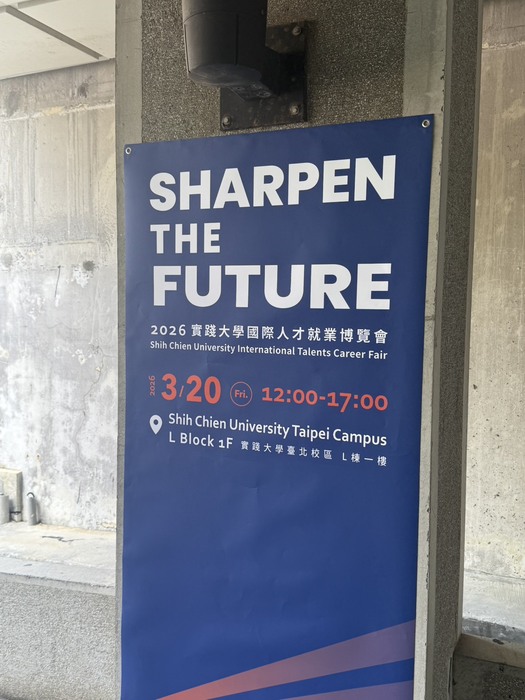 SHARPEN
THE
FUTURE
2026 實踐大學國際人才就業博覽會
Shih Chien University International Talents Career Fair
2026 3/20 Fri. 12:00-17:00
Shih Chien University Taipei Campus
L Block 1F 實踐大學臺北校區 L棟一樓